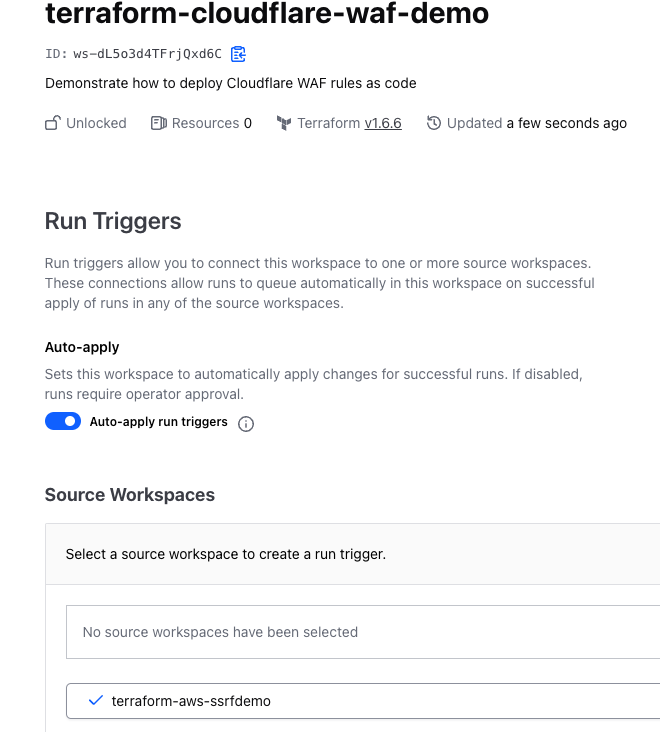 terraform-cloudflare-waf-demo
ID: ws-dL5o3d4TFrjQxd6C
Demonstrate how to deploy Cloudflare WAF rules as code
Unlocked Resources 0 Terraform v1.6.6 Updated a few seconds ago
Run Triggers
Run triggers allow you to connect this workspace to one or more source workspaces.
These connections allow runs to queue automatically in this workspace on successful
apply of runs in any of the source workspaces.
Auto-apply
Sets this workspace to automatically apply changes for successful runs. If disabled,
runs require operator approval.
Auto-apply run triggers
Source Workspaces
Select a source workspace to create a run trigger.
No source workspaces have been selected
terraform-aws-ssrfdemo